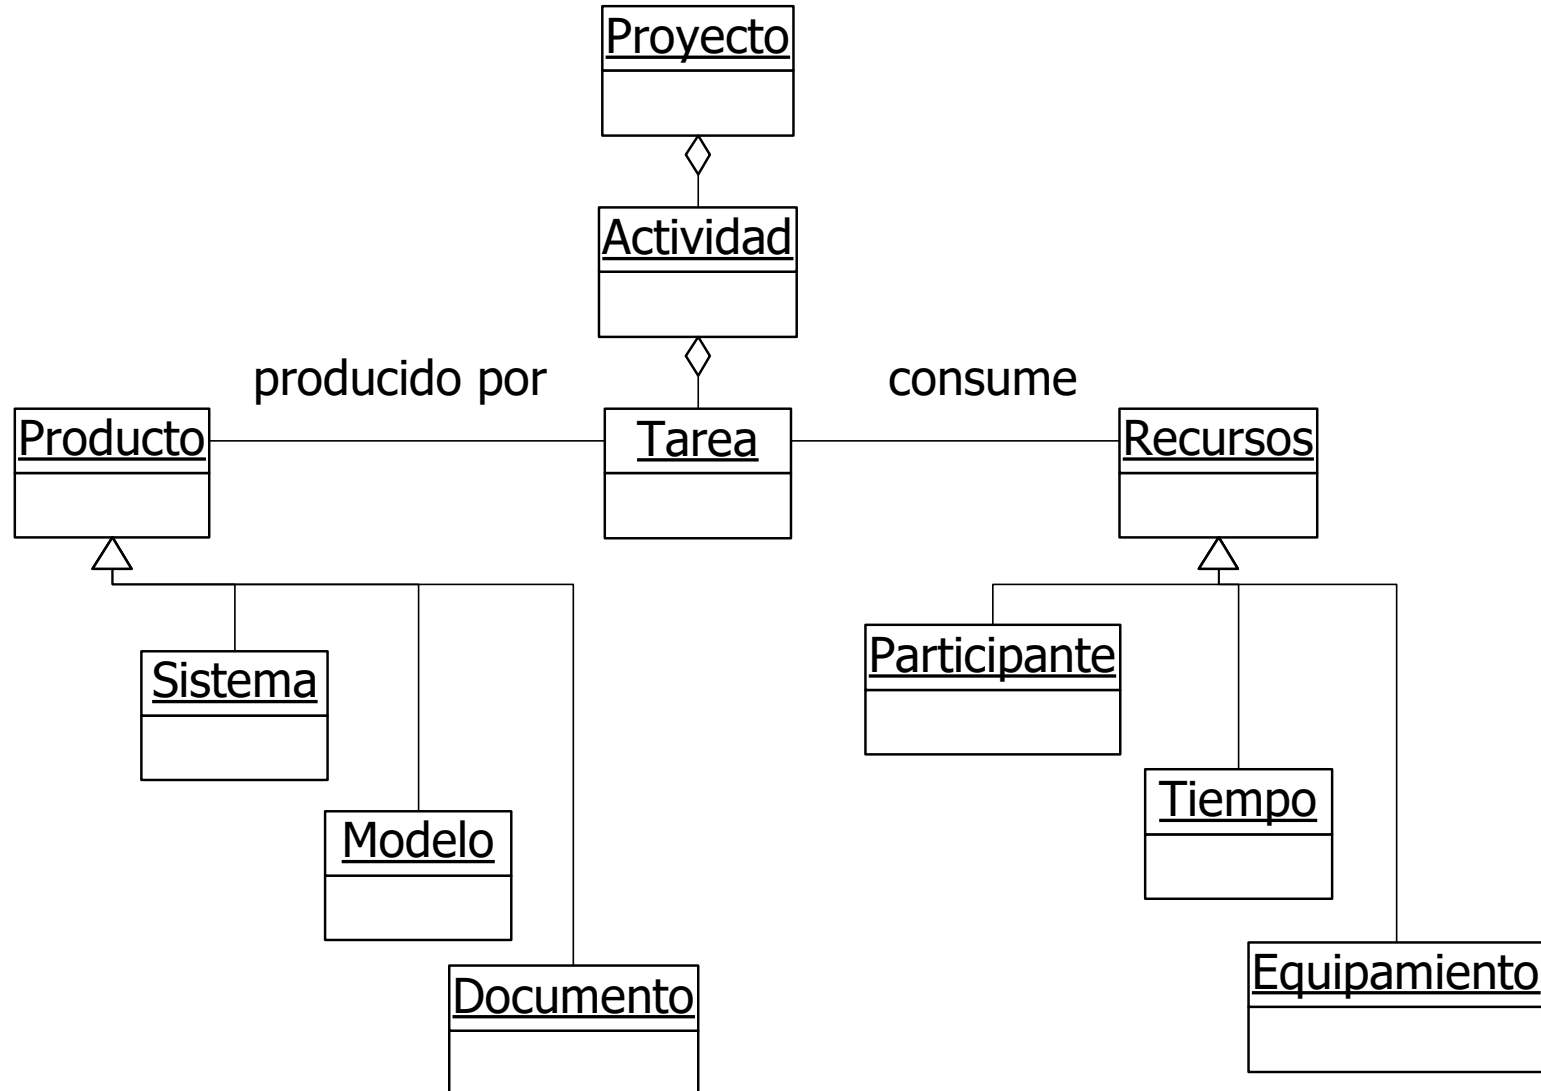 Proyecto
Actividad
producido por
consume
Producto
Tarea
Recursos
Participante
Sistema
Tiempo
Modelo
Equipamiento
Documento